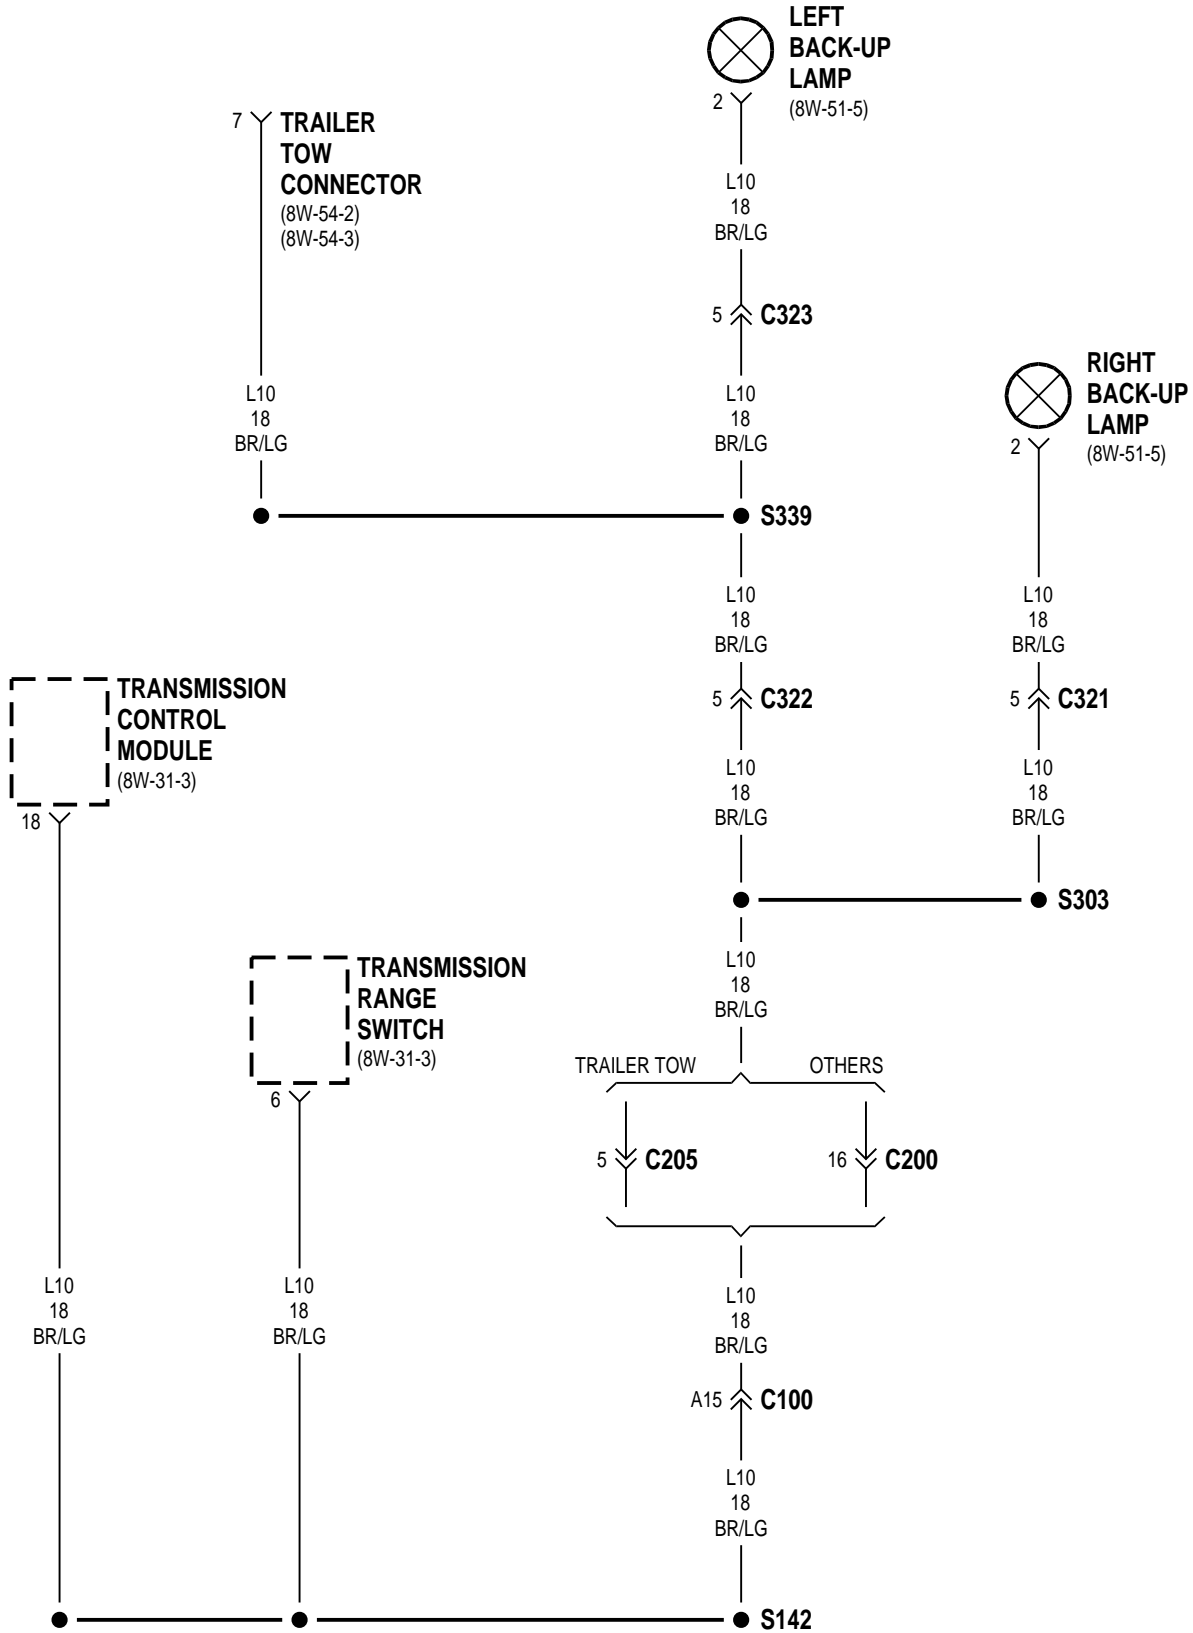 LEFT
BACK-UP
LAMP
(8W-51-5)
2
7
TRAILER
TOW
CONNECTOR
(8W-54-2)
(8W-54-3)
L10
18
BR/LG
5
C323
RIGHT
BACK-UP
LAMP
(8W-51-5)
2
L10
18
BR/LG
L10
18
BR/LG
S339
L10
18
BR/LG
L10
18
BR/LG
TRANSMISSION
CONTROL
MODULE
(8W-31-3)
18
5
C322
5
C321
L10
18
BR/LG
L10
18
BR/LG
S303
TRANSMISSION
RANGE
SWITCH
(8W-31-3)
6
L10
18
BR/LG
TRAILER TOW
OTHERS
5
C205
16
C200
L10
18
BR/LG
L10
18
BR/LG
L10
18
BR/LG
A15
C100
L10
18
BR/LG
S142